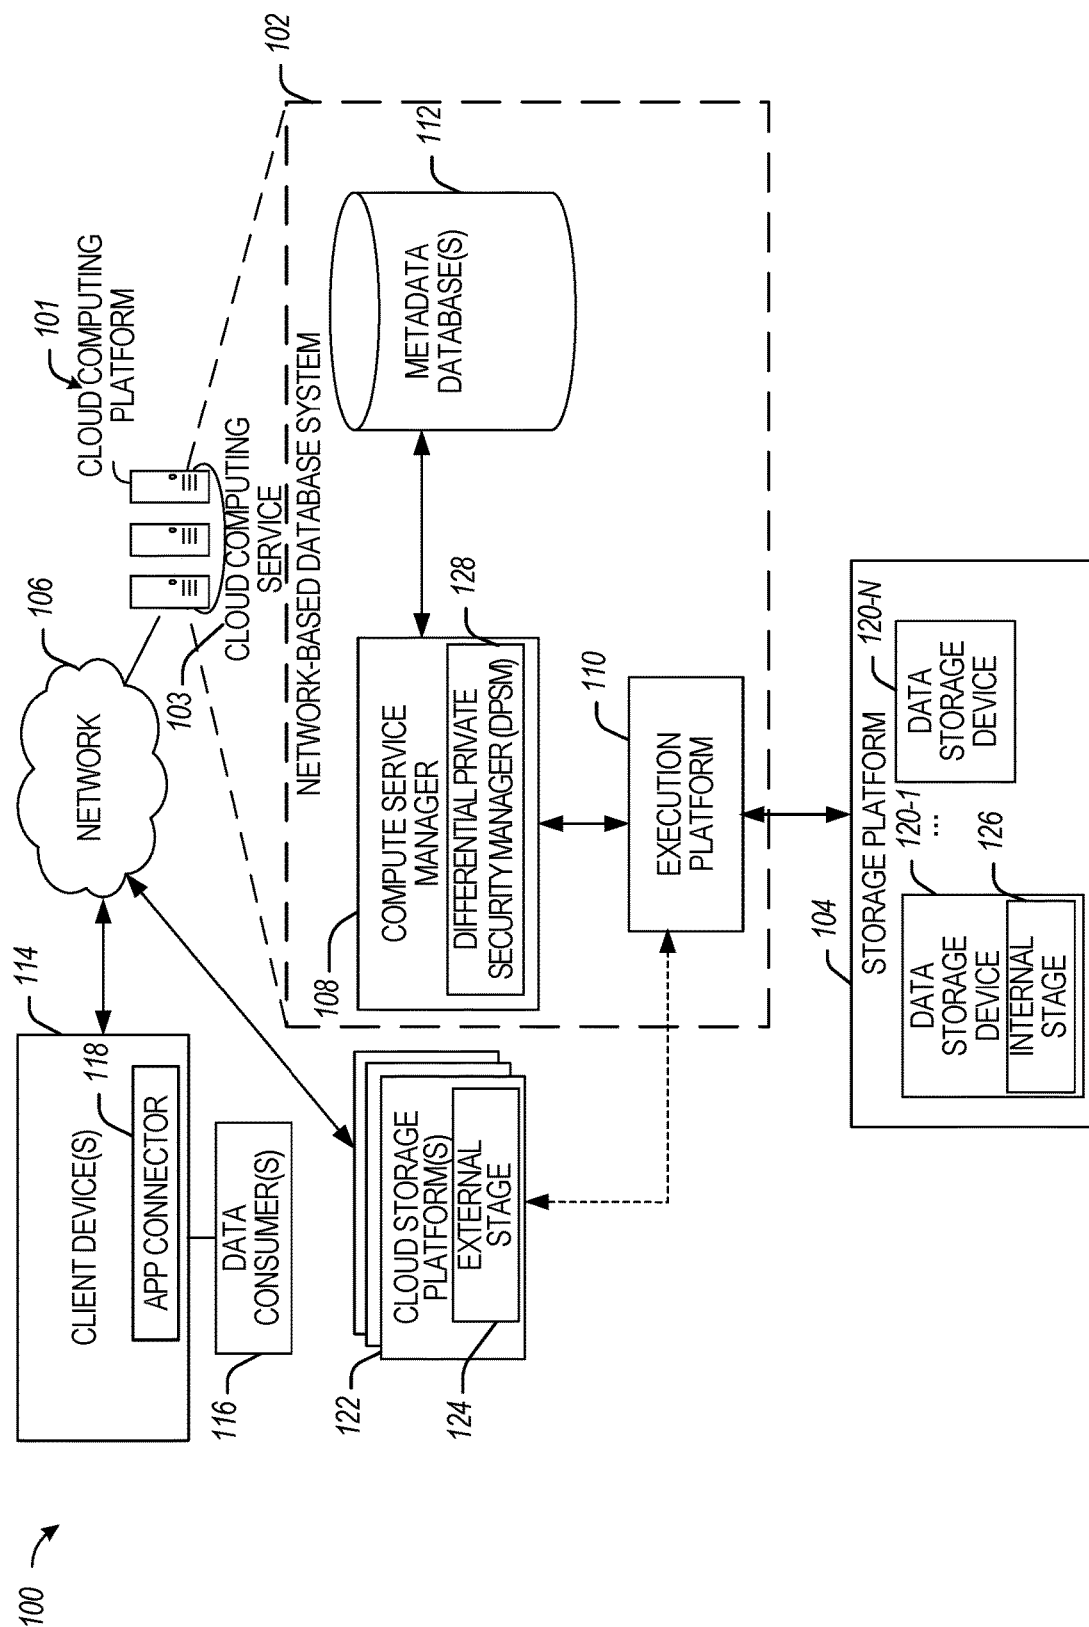 100
114
CLIENT DEVICE(S)
118
APP CONNECTOR
DATA
CONSUMER(S)
116
106
NETWORK
101
CLOUD COMPUTING
PLATFORM
103
CLOUD COMPUTING
SERVICE
102
NETWORK-BASED DATABASE SYSTEM
122
CLOUD STORAGE
PLATFORM(S)
EXTERNAL
STAGE
124
108
COMPUTE SERVICE
MANAGER
DIFFERENTIAL PRIVATE
SECURITY MANAGER (DPSM)
128
112
METADATA
DATABASE(S)
110
EXECUTION
PLATFORM
104
STORAGE PLATFORM
120-1
...
120-N
DATA
STORAGE
DEVICE
126
INTERNAL
STAGE
DATA
STORAGE
DEVICE